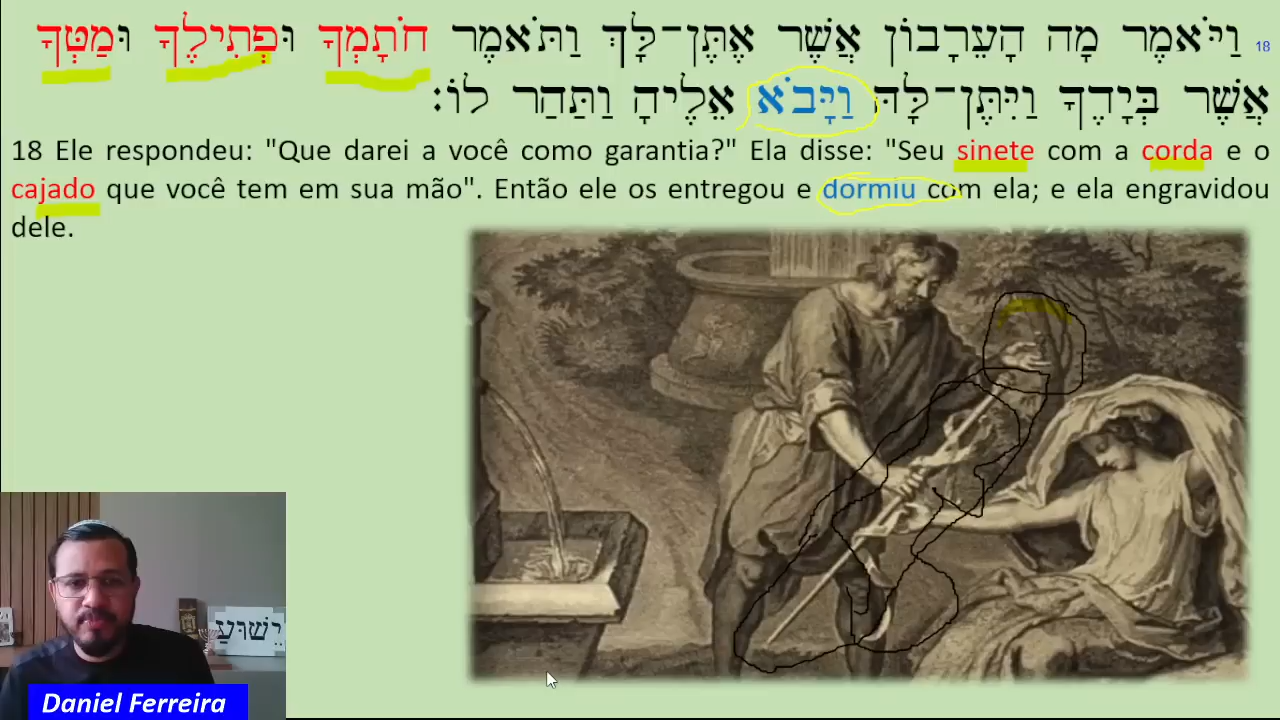 18 וַיֹּאמֶר מָה הָעֵרָבוֹן אֲשֶׁר אֶתֶּן־לָּךְ וַתֹּאמֶר חֹתָמְךָ וּפְתִילֶךָ וּמַטְּךָ
אֲשֶׁר בְּיָדֶךָ וַיִּתֶּן־לָּהּ וַיָּבֹא אֵלֶיהָ וַתַּהַר לוֹ׃
18 Ele respondeu: "Que darei a você como garantia?" Ela disse: "Seu sinete com a corda e o
cajado que você tem em sua mão". Então ele os entregou e dormiu com ela; e ela engravidou
dele.
יֵשׁוּעַ
Daniel Ferreira